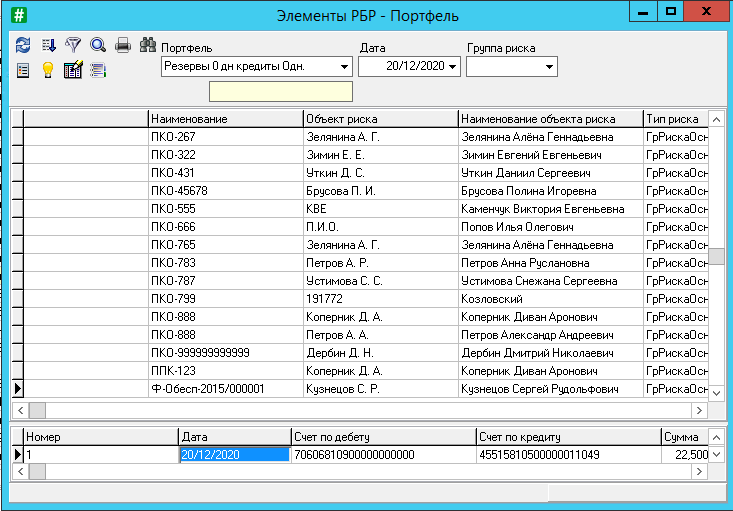 Элементы РБР - Портфель
Портфель Дата Группа риска
Резервы 0 дн кредиты Одн. 20/12/2020
Наименование Объект риска Наименование объекта риска Тип риска
ПКО-267 Зелянина А. Г. Зелянина Алёна Геннадьевна ГрРискаОсн
ПКО-322 Зимин Е. Е. Зимин Евгений Евгеньевич ГрРискаОсн
ПКО-431 Уткин Д. С. Уткин Даниил Сергеевич ГрРискаОсн
ПКО-45678 Брусова П. И. Брусова Полина Игоревна ГрРискаОсн
ПКО-555 КВЕ Каменчук Виктория Евгеньевна ГрРискаОсн
ПКО-666 П.И.О. Попов Илья Олегович ГрРискаОсн
ПКО-765 Зелянина А. Г. Зелянина Алёна Геннадьевна ГрРискаОсн
ПКО-783 Петров А. Р. Петров Анна Руслановна ГрРискаОсн
ПКО-787 Устимова С. С. Устимова Снежана Сергеевна ГрРискаОсн
ПКО-799 191772 Козловский ГрРискаОсн
ПКО-888 Коперник Д. А. Коперник Диван Аронович ГрРискаОсн
ПКО-888 Петров А. А. Петров Александр Андреевич ГрРискаОсн
ПКО-999999999999 Дербин Д. Н. Дербин Дмитрий Николаевич ГрРискаОсн
ППК-123 Коперник Д. А. Коперник Диван Аронович ГрРискаОсн
Ф-Обесп-2015/000001 Кузнецов С. Р. Кузнецов Сергей Рудольфович ГрРискаОсн
Номер Дата Счет по дебету Счет по кредиту Сумма
1 20/12/2020 70606810900000000000 45515810500000011049 22,500